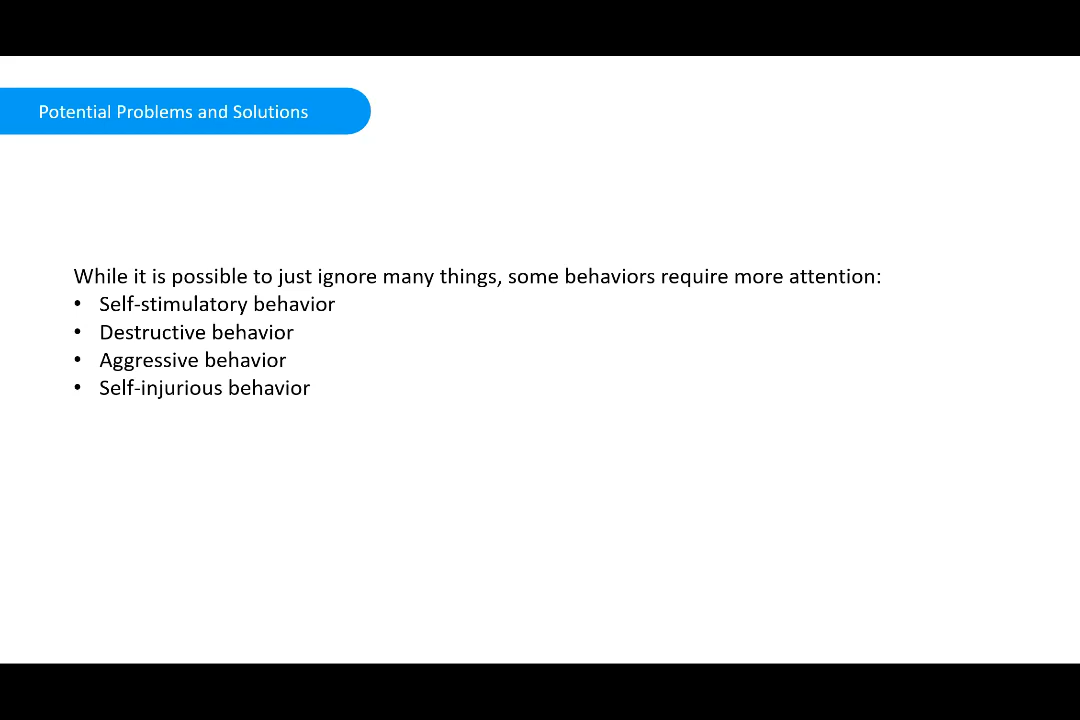 Potential Problems and Solutions
While it is possible to just ignore many things, some behaviors require more attention:
• Self-stimulatory behavior
• Destructive behavior
• Aggressive behavior
• Self-injurious behavior